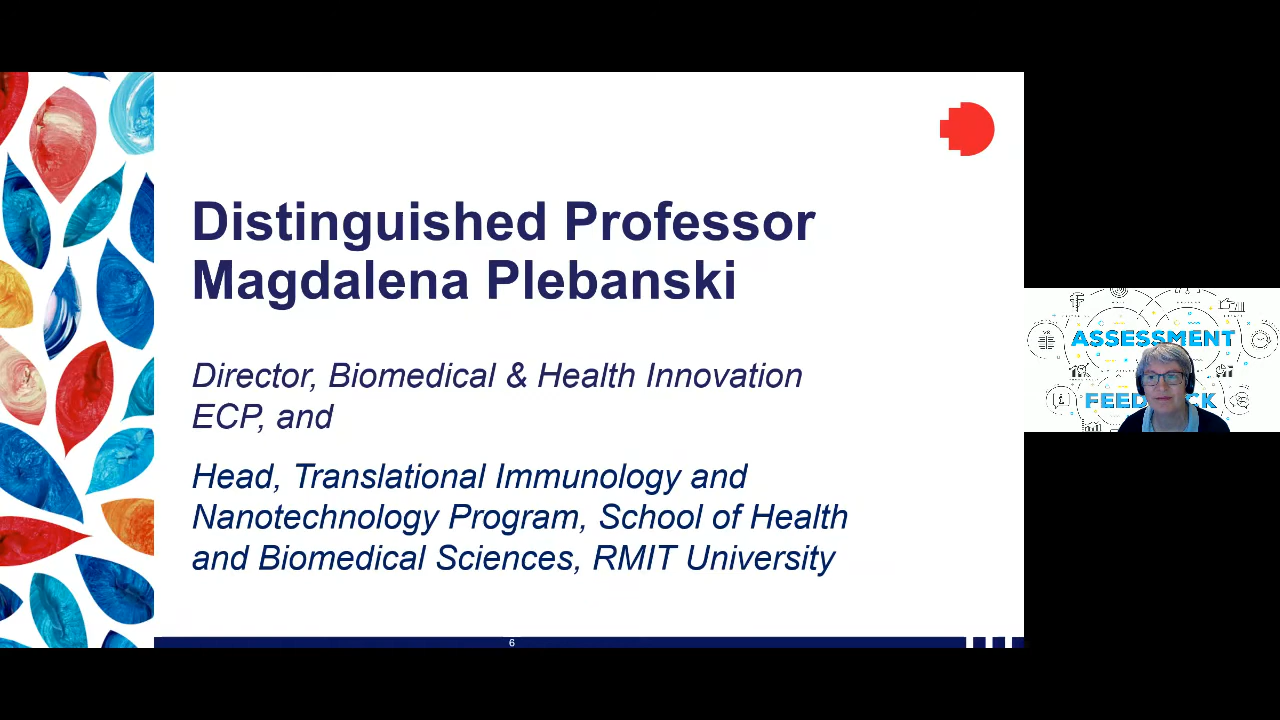 Distinguished Professor
Magdalena Plebanski
Director, Biomedical & Health Innovation
ECP, and
Head, Translational Immunology and
Nanotechnology Program, School of Health
and Biomedical Sciences, RMIT University
6
ASSESSMENT